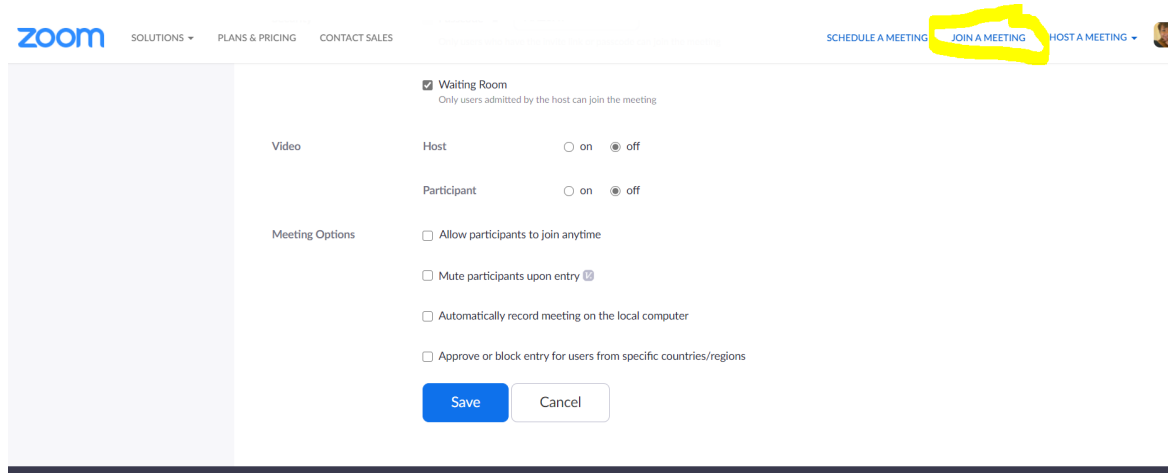 zoom SOLUTIONS PLANS & PRICING CONTACT SALES SCHEDULE A MEETING JOIN A MEETING HOST A MEETING
Waiting Room
Only users admitted by the host can join the meeting
Video Host on off
Participant on off
Meeting Options Allow participants to join anytime
Mute participants upon entry
Automatically record meeting on the local computer
Approve or block entry for users from specific countries/regions
Save Cancel